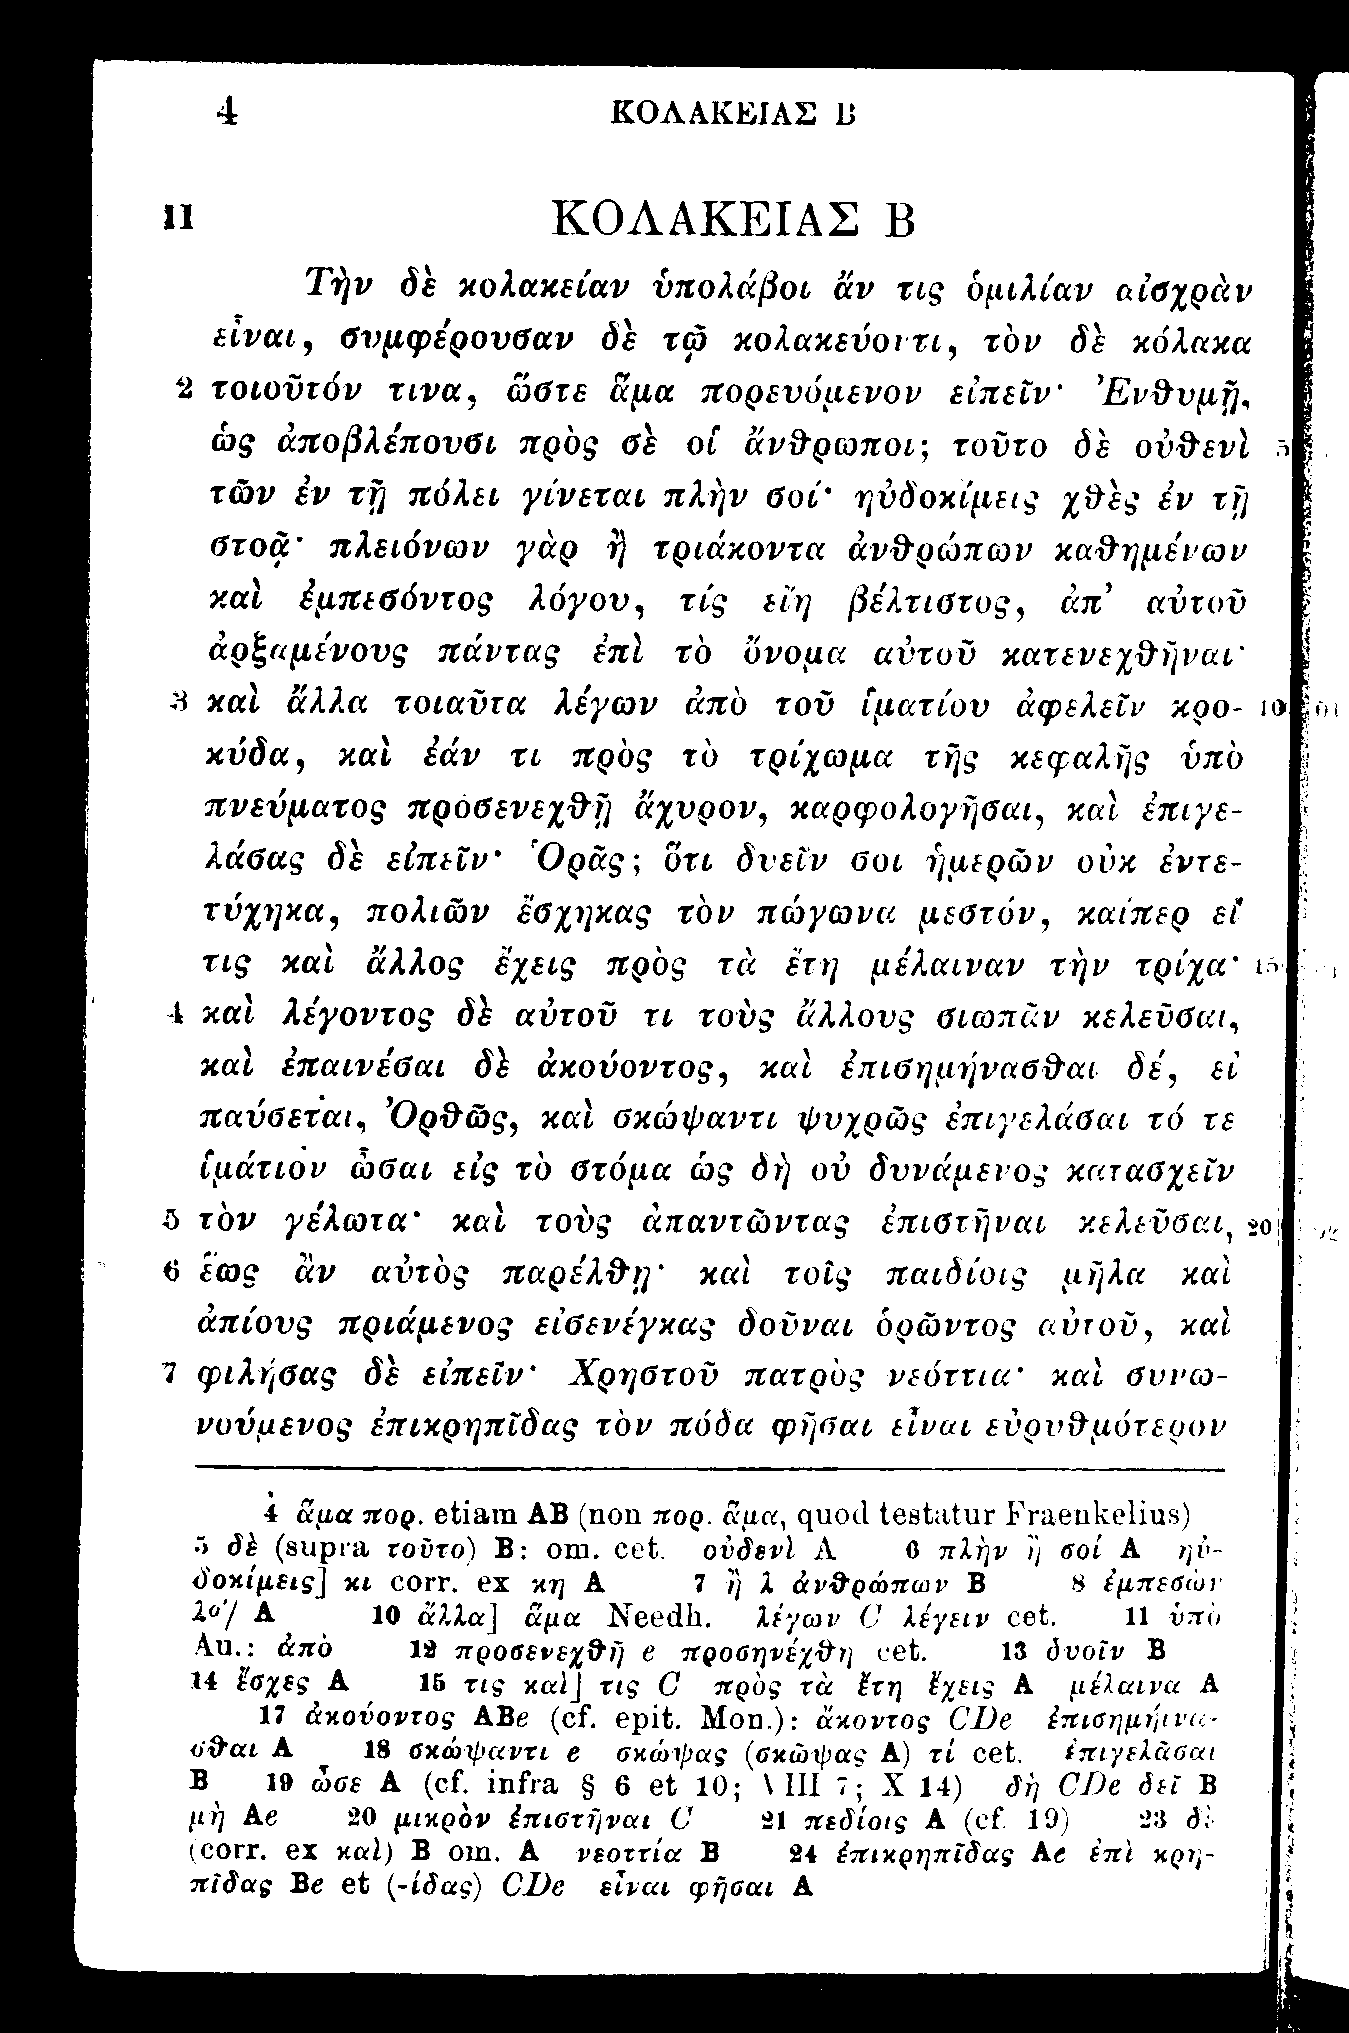 4 ΚΟΛΑΚΕΙΑΣ Β
II ΚΟΛΑΚΕΙΑΣ Β
Τὴν δὲ κολακείαν ὑπολάβοι ἄν τις ὁμιλίαν αἰσχρὰν
εἶναι, συμφέρουσαν δὲ τῷ κολακεύοντι, τὸν δὲ κόλακα
2 τοιοῦτόν τινα, ὥστε ἅμα πορευόμενον εἰπεῖν· Ἐνθυμῇ,
ὡς ἀποβλέπουσι πρὸς σὲ οἱ ἄνθρωποι; τοῦτο δὲ οὐθενὶ 5
τῶν ἐν τῇ πόλει γίνεται πλὴν σοί· ηὐδοκίμεις χθὲς ἐν τῇ
στοᾷ· πλειόνων γὰρ ἢ τριάκοντα ἀνθρώπων καθημένων
καὶ ἐμπεσόντος λόγου, τίς εἴη βέλτιστος, ἀπ’ αὐτοῦ
ἀρξαμένους πάντας ἐπὶ τὸ ὄνομα αὐτοῦ κατενεχθῆναι·
3 καὶ ἄλλα τοιαῦτα λέγων ἀπὸ τοῦ ἱματίου ἀφελεῖν κρο- 10
κύδα, καὶ ἐάν τι πρὸς τὸ τρίχωμα τῆς κεφαλῆς ὑπὸ
πνεύματος προσενεχθῇ ἄχυρον, καρφολογῆσαι, καὶ ἐπιγε-
λάσας δὲ εἰπεῖν· Ὁρᾷς; ὅτι δυεῖν σοι ἡμερῶν οὐκ ἐντε-
τύχηκα, πολιῶν ἔσχηκας τὸν πώγωνα μεστόν, καίπερ εἴ
τις καὶ ἄλλος ἔχεις πρὸς τὰ ἔτη μέλαιναν τὴν τρίχα· 15
4 καὶ λέγοντος δὲ αὐτοῦ τι τοὺς ἄλλους σιωπᾶν κελεῦσαι,
καὶ ἐπαινέσαι δὲ ἀκούοντος, καὶ ἐπισημήνασθαι δέ, εἰ
παύσεται, Ὀρθῶς, καὶ σκώψαντι ψυχρῶς ἐπιγελάσαι τό τε
ἱμάτιον ὦσαι εἰς τὸ στόμα ὡς δὴ οὐ δυνάμενος κατασχεῖν
5 τὸν γέλωτα· καὶ τοὺς ἀπαντῶντας ἐπιστῆναι κελεῦσαι, 20
6 ἕως ἂν αὐτὸς παρέλθῃ· καὶ τοῖς παιδίοις μῆλα καὶ
ἀπίους πριάμενος εἰσενέγκας δοῦναι ὁρῶντος αὐτοῦ, καὶ
7 φιλήσας δὲ εἰπεῖν· Χρηστοῦ πατρὸς νεόττια· καὶ συνω-
νούμενος ἐπικρηπῖδας τὸν πόδα φῆσαι εἶναι εὐρυθμότερον
4 ἅμα πορ. etiam AB (non πορ. ἅμα, quod testatur Fraenkelius)
5 δὲ (supra τοῦτο) B: om. cet. οὐδενὶ A 6 πλὴν ἢ σοί A ηὐ-
δοκίμεις] κι corr. ex κη A 7 ἢ λ ἀνθρώπων B 8 ἐμπεσὼν
A 10 ἄλλα] ἅμα Needh. λέγων C λέγειν cet. 11 ὑπὸ
Au.: ἀπὸ 12 προσενεχθῇ e προσηνέχθη cet. 13 δυοῖν B
14 ἔσχες A 15 τις καὶ] τις C πρὸς τὰ ἔτη ἔχεις A μέλαινα A
17 ἀκούοντος ABe (cf. epit. Mon.): ἄκοντος CDe ἐπισημήινα-
σθαι A 18 σκώψαντι e σκώψας (σκῶψας A) τί cet. ἐπιγελᾶσαι
B 19 ὦσε A (cf. infra § 6 et 10; VIII 7; X 14) δὴ CDe δεῖ B
μὴ Ae 20 μικρὸν ἐπιστῆναι C 21 πεδίοις A (cf. 19) 23 δὲ
(corr. ex καὶ) B om. A νεοττία B 24 ἐπικρηπῖδας Ae ἐπὶ κρη-
πῖδας Be et (-ίδας) CDe εἶναι φῆσαι A